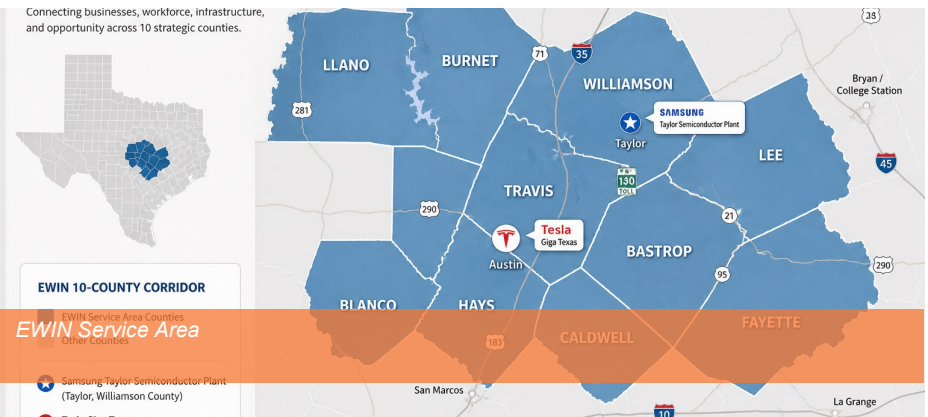 Connecting businesses, workforce, infrastructure,
and opportunity across 10 strategic counties.
38
LLANO
BURNET
71
35
WILLIAMSON
Bryan /
College Station
281
SAMSUNG
Taylor Semiconductor Plant
Taylor
LEE
45
130
TOLL
TRAVIS
290
21
Tesla
Giga Texas
Austin
BASTROP
290
95
EWIN 10-COUNTY CORRIDOR
BLANCO
HAYS
EWIN Service Area Counties
EWIN Service Area
Other Counties
183
CALDWELL
FAYETTE
Samsung Taylor Semiconductor Plant
(Taylor, Williamson County)
San Marcos
La Grange
10